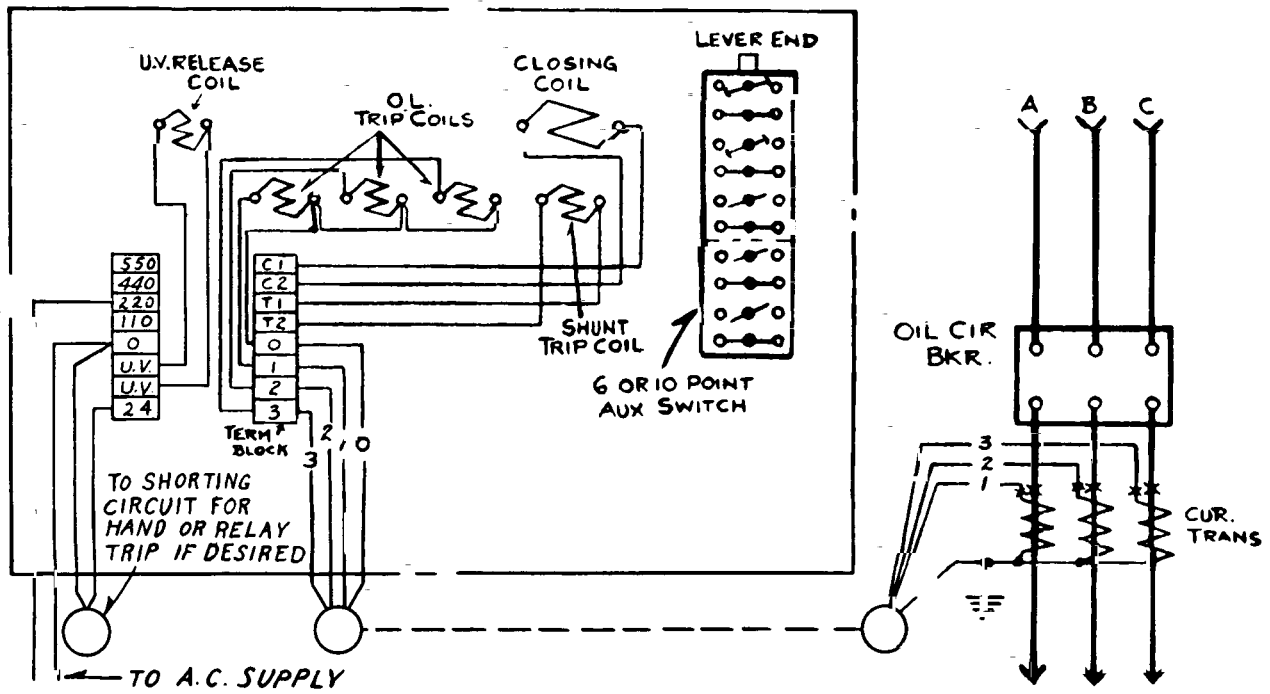 U.V. RELEASE
COIL
O.L.
TRIP COILS
CLOSING
COIL
LEVER END
A B C
550
440
220
110
0
U.V.
U.V.
24
C1
C2
T1
T2
0
1
2
3
TERM
BLOCK
3 2 1 0
SHUNT
TRIP COIL
6 OR 10 POINT
AUX SWITCH
OIL CIR
BKR.
3
2
1
CUR.
TRANS
TO SHORTING
CIRCUIT FOR
HAND OR RELAY
TRIP IF DESIRED
TO A.C. SUPPLY